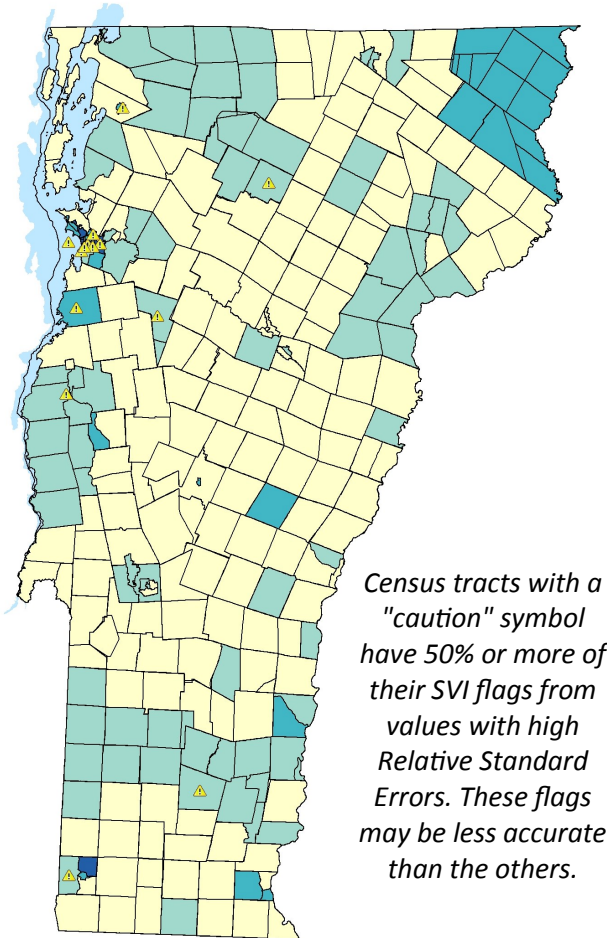 Census tracts with a
"caution" symbol
have 50% or more of
their SVI flags from
values with high
Relative Standard
Errors. These flags
may be less accurate
than the others.